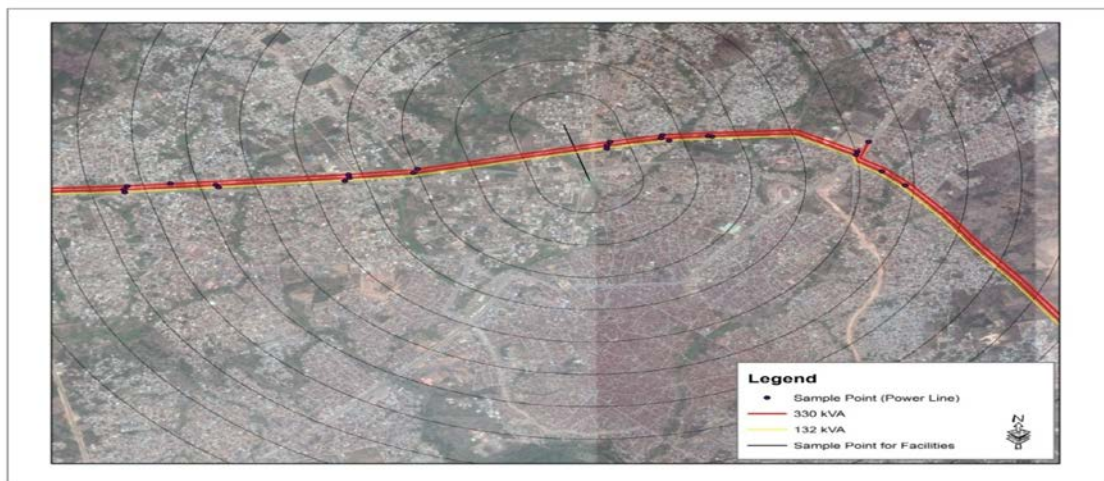 Legend
Sample Point (Power Line)
330 kVA
132 kVA
Sample Point for Facilities
N